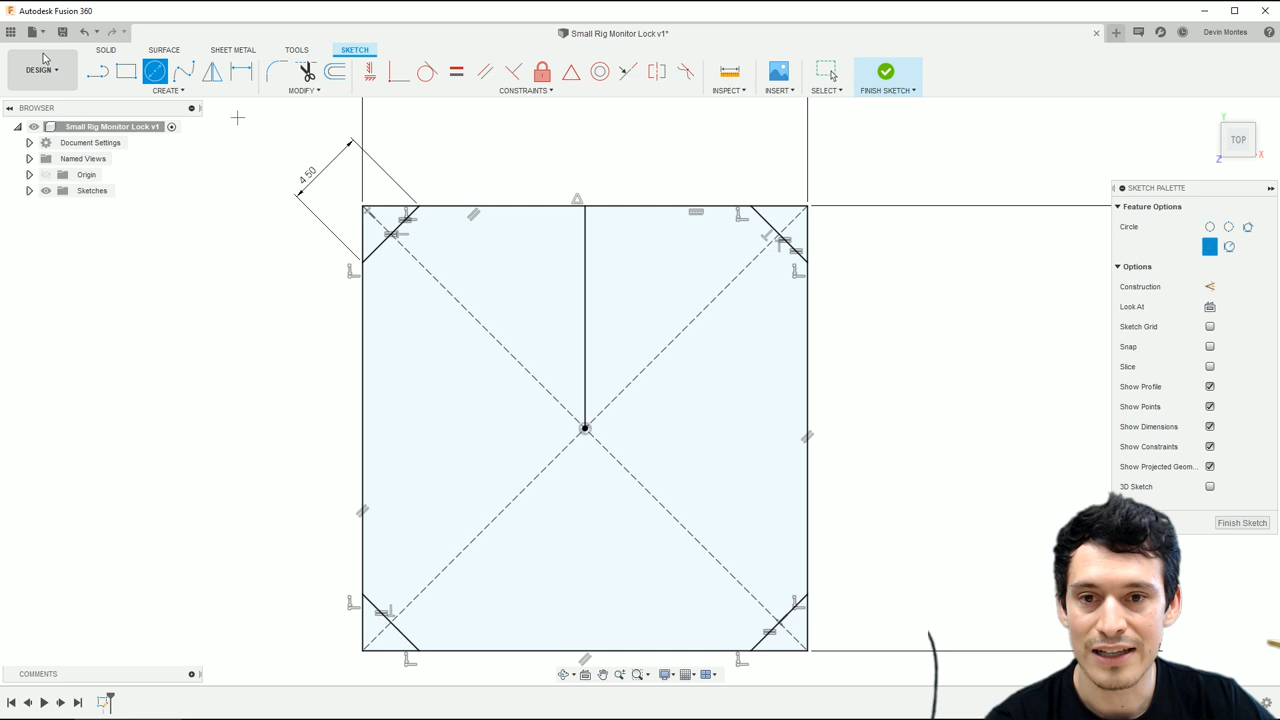 Autodesk Fusion 360
Small Rig Monitor Lock v1*
Devin Montes
DESIGN
SOLID
SURFACE
SHEET METAL
TOOLS
SKETCH
CREATE
MODIFY
CONSTRAINTS
INSPECT
INSERT
SELECT
FINISH SKETCH
BROWSER
Small Rig Monitor Lock v1
Document Settings
Named Views
Origin
Sketches
4.50
Y
TOP
X
Z
SKETCH PALETTE
Feature Options
Circle
Options
Construction
Look At
Sketch Grid
Snap
Slice
Show Profile
Show Points
Show Dimensions
Show Constraints
Show Projected Geom...
3D Sketch
Finish Sketch
COMMENTS